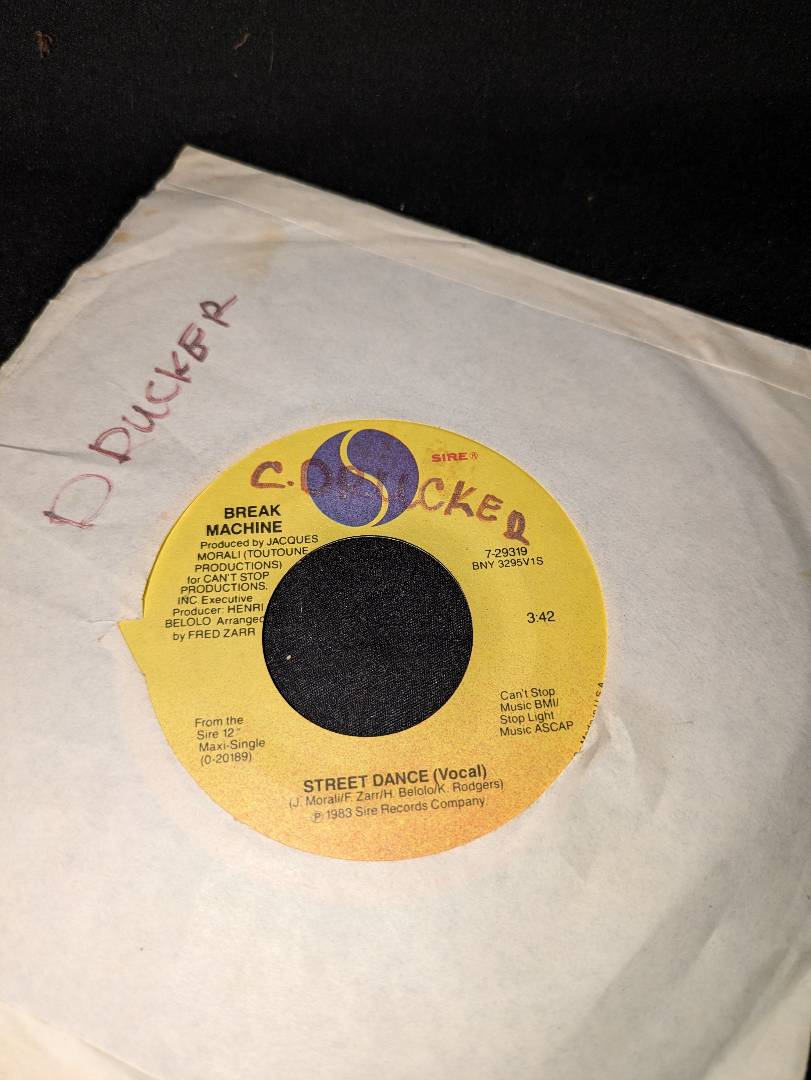 D DUCKER
SIRE®
C. D DUCKER
BREAK
MACHINE
Produced by JACQUES
MORALI (TOUTOUNE
PRODUCTIONS)
for CAN'T STOP
PRODUCTIONS,
INC. Executive
Producer: HENRI
BELOLO Arranged
by FRED ZARR
7-29319
BNY 3295V1S
3:42
From the
Sire 12"
Maxi-Single
(0-20189)
Can't Stop
Music BMI/
Stop Light
Music ASCAP
U.S.A.
STREET DANCE (Vocal)
(J. Morali/F. Zarr/H. Belolo/K. Rodgers)
℗ 1983 Sire Records Company